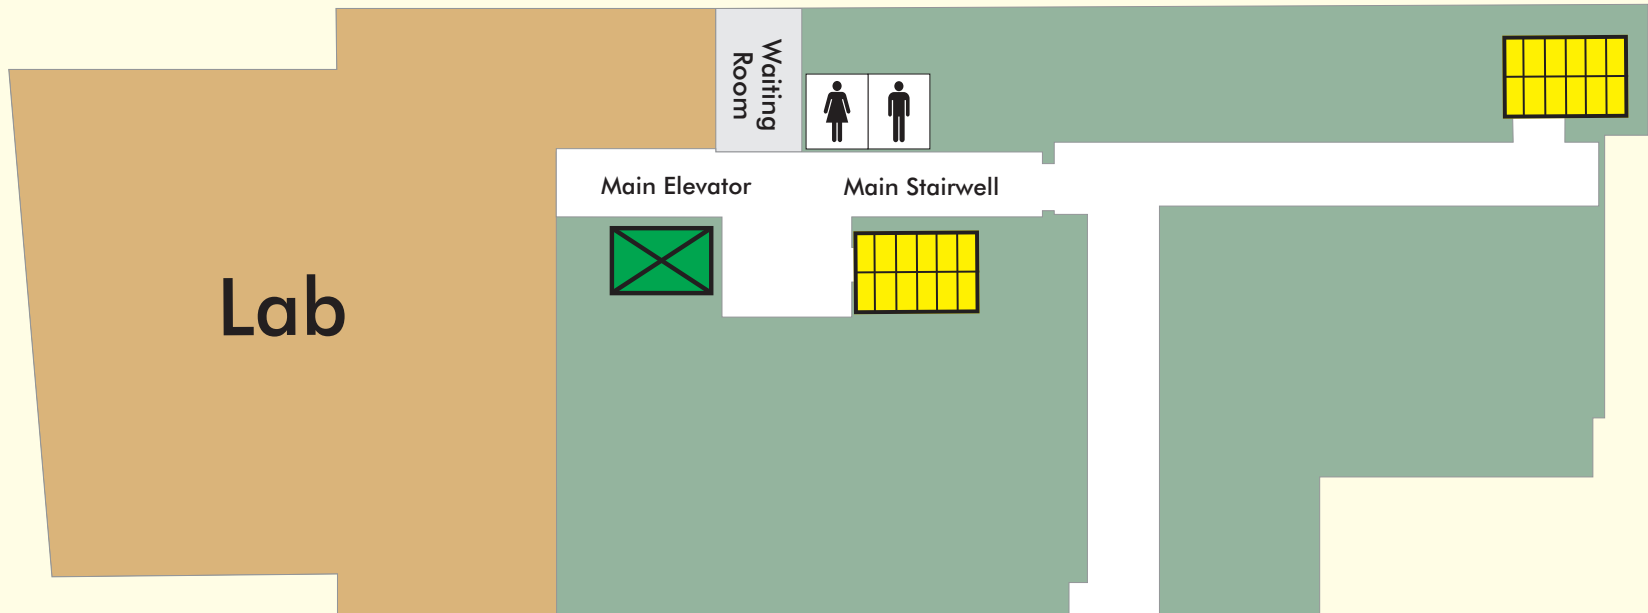 Waiting
Room
Main Elevator
Main Stairwell
Lab